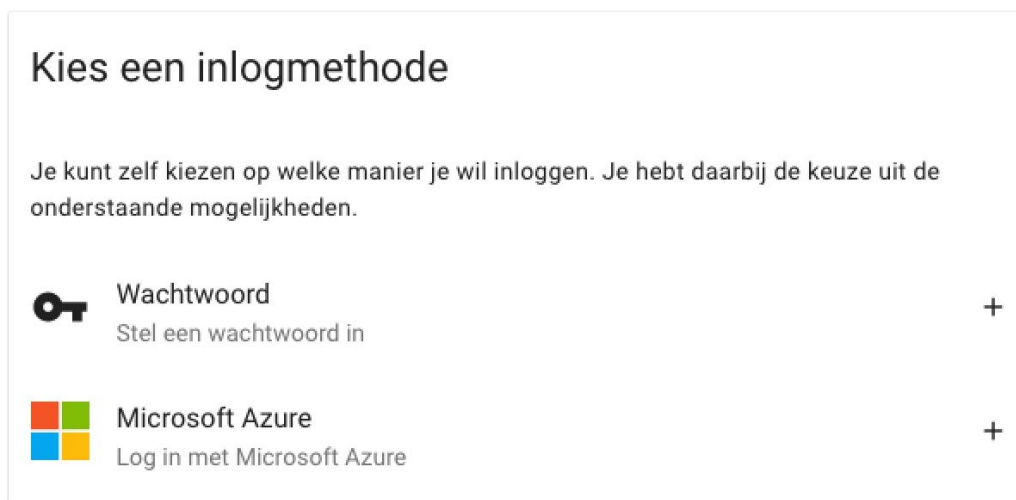 Kies een inlogmethode
Je kunt zelf kiezen op welke manier je wil inloggen. Je hebt daarbij de keuze uit de
onderstaande mogelijkheden.
Wachtwoord
Stel een wachtwoord in
+
Microsoft Azure
Log in met Microsoft Azure
+